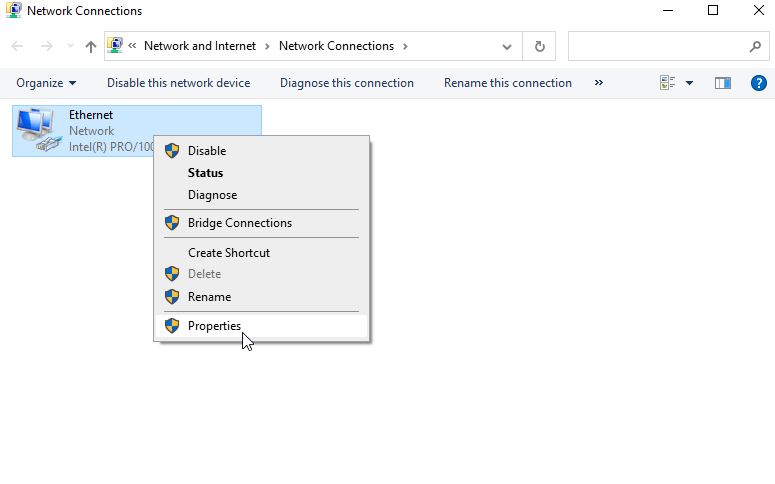 Network Connections
« Network and Internet > Network Connections >
Organize Disable this network device Diagnose this connection Rename this connection »
Ethernet
Network
Intel(R) PRO/100
Disable
Status
Diagnose
Bridge Connections
Create Shortcut
Delete
Rename
Properties